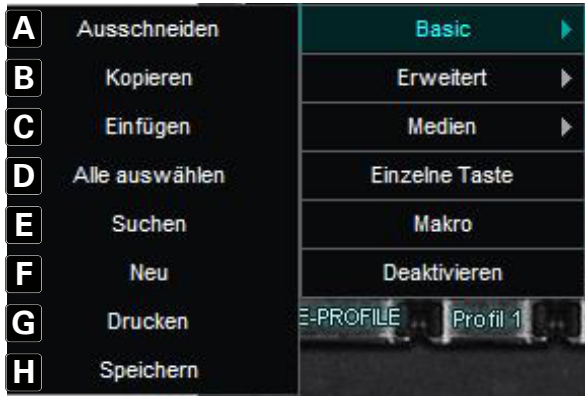 A Ausschneiden Basic
B Kopieren Erweitert
C Einfügen Medien
D Alle auswählen Einzelne Taste
E Suchen Makro
F Neu Deaktivieren
G Drucken E-PROFILE Profil 1
H Speichern